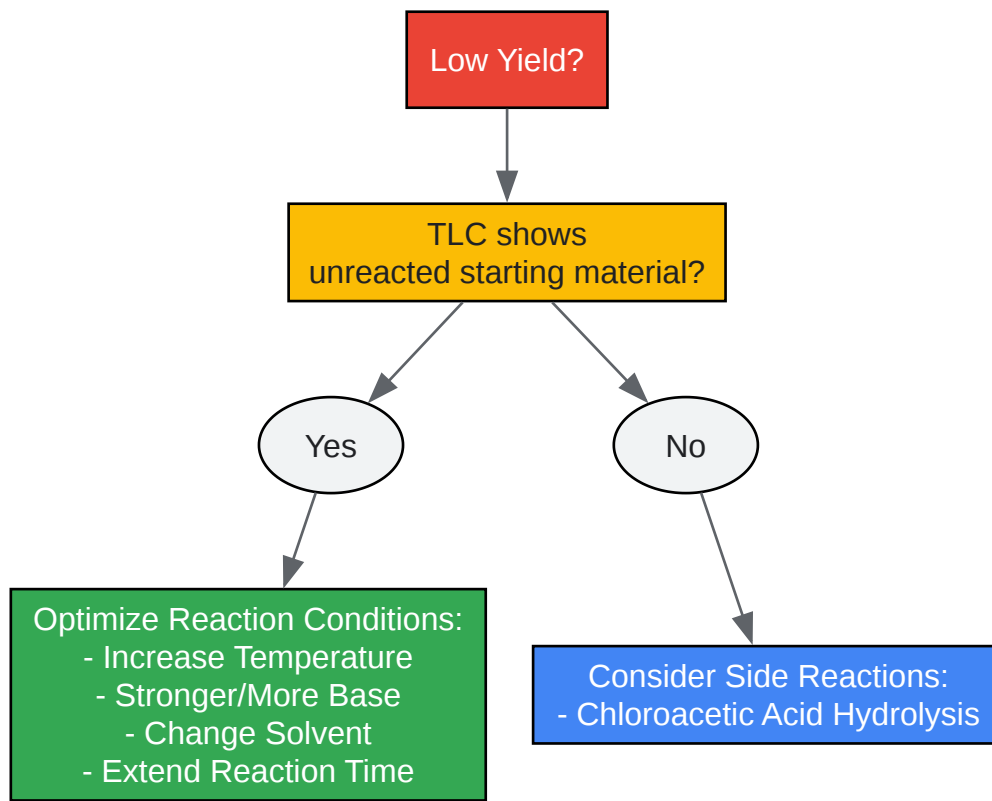 Low Yield?
TLC shows
unreacted starting material?
Yes
No
Optimize Reaction Conditions:
- Increase Temperature
- Stronger/More Base
- Change Solvent
- Extend Reaction Time
Consider Side Reactions:
- Chloroacetic Acid Hydrolysis